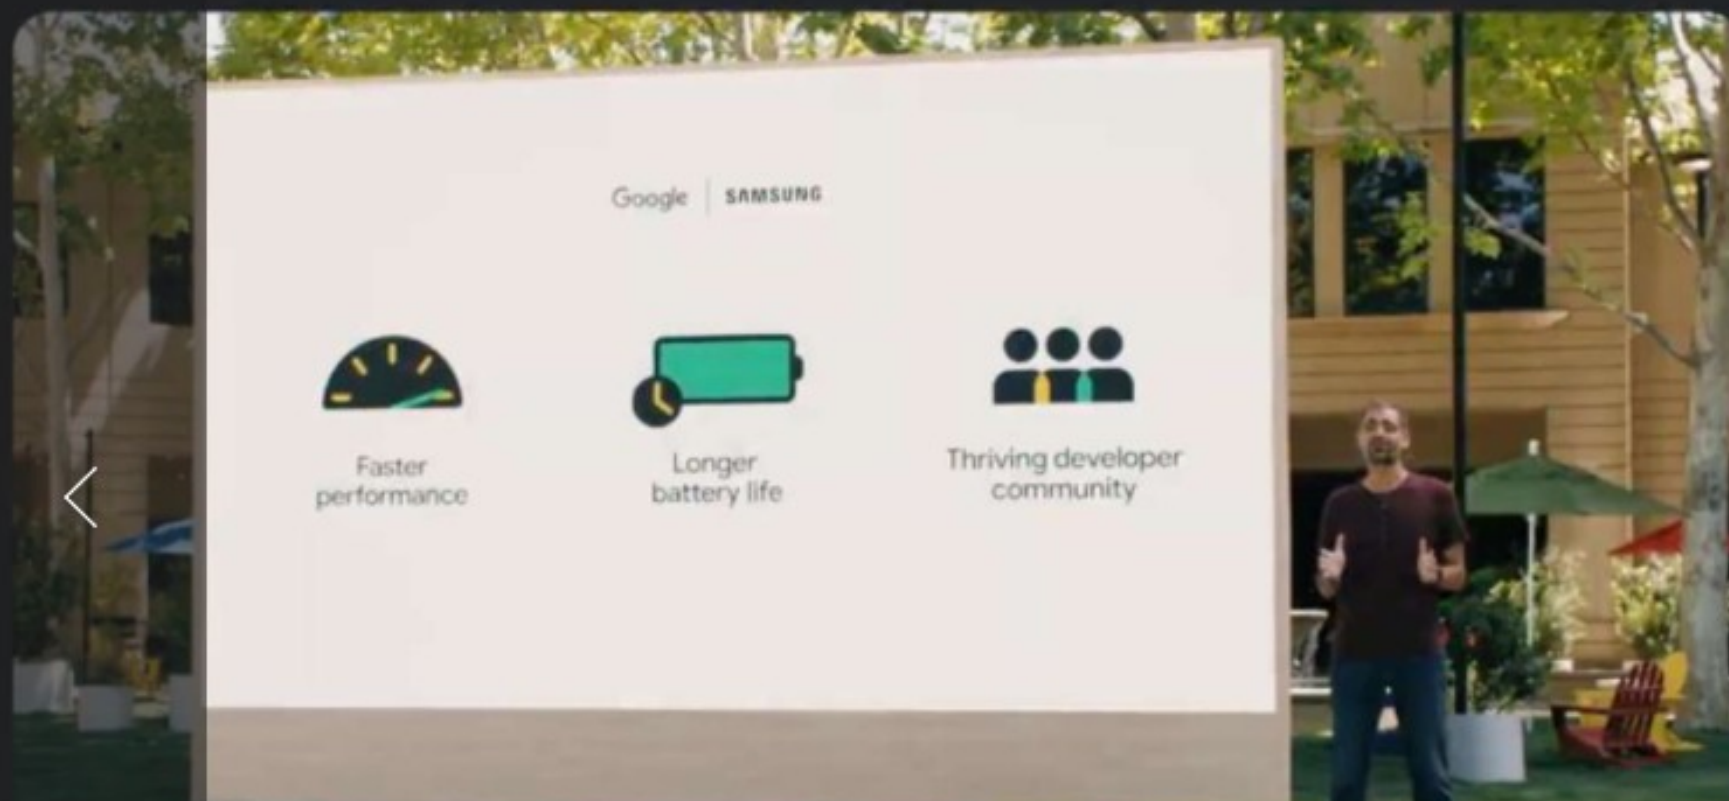 Google | SAMSUNG
Faster
performance
Longer
battery life
Thriving developer
community